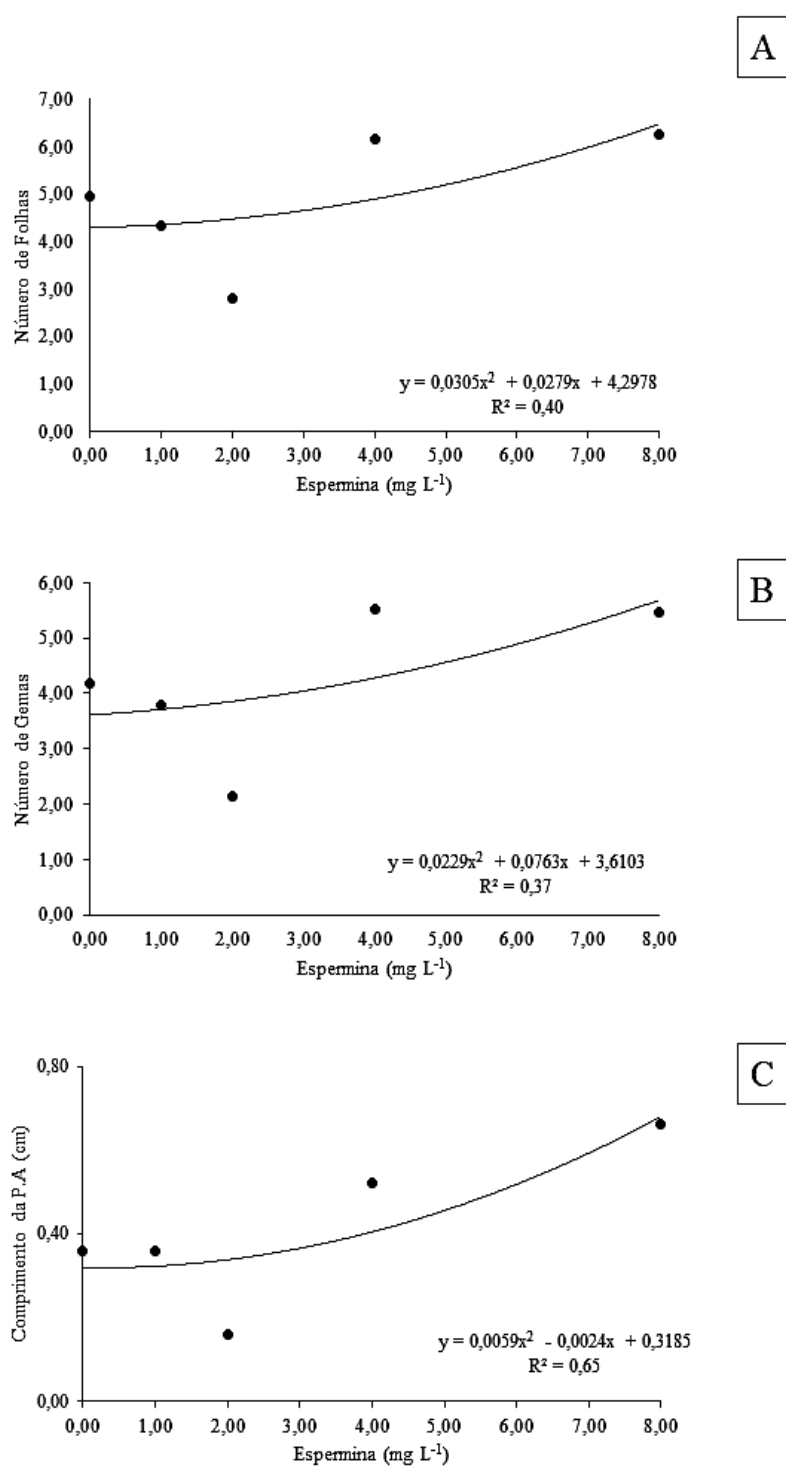 A
7,00
6,00
5,00
4,00
3,00
2,00
1,00
0,00
Número de Folhas
y = 0,0305x² + 0,0279x + 4,2978
R² = 0,40
0,00 1,00 2,00 3,00 4,00 5,00 6,00 7,00 8,00
Espermina (mg L⁻¹)
B
6,00
5,00
4,00
3,00
2,00
1,00
0,00
Número de Gemas
y = 0,0229x² + 0,0763x + 3,6103
R² = 0,37
0,00 1,00 2,00 3,00 4,00 5,00 6,00 7,00 8,00
Espermina (mg L⁻¹)
C
0,80
0,40
0,00
Comprimento da P.A (cm)
y = 0,0059x² - 0,0024x + 0,3185
R² = 0,65
0,00 1,00 2,00 3,00 4,00 5,00 6,00 7,00 8,00
Espermina (mg L⁻¹)